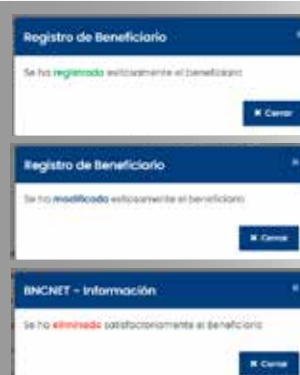 Registro de Beneficiario
Se ha registrado exitosamente el beneficiario
✖ Cerrar
Registro de Beneficiario
Se ha modificado exitosamente el beneficiario
✖ Cerrar
BNCNET - Información
Se ha eliminado satisfactoriamente el beneficiario
✖ Cerrar